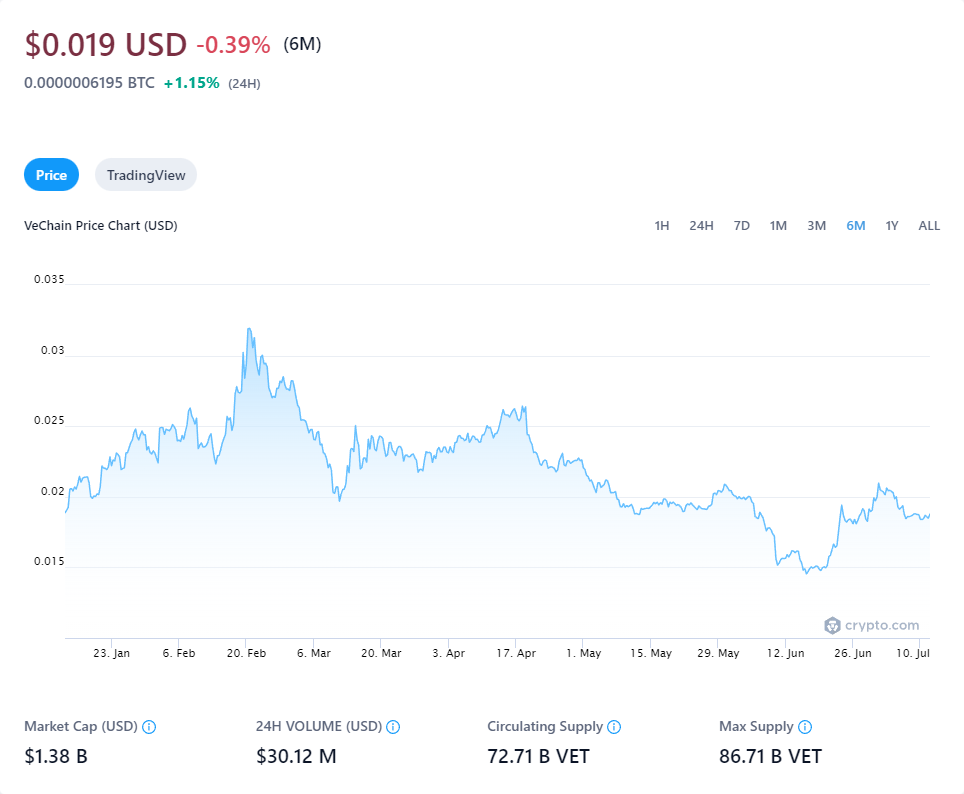 $0.019 USD -0.39% (6M)
0.0000006195 BTC +1.15% (24H)
Price TradingView
VeChain Price Chart (USD) 1H 24H 7D 1M 3M 6M 1Y ALL
0.035
0.03
0.025
0.02
0.015
crypto.com
23. Jan 6. Feb 20. Feb 6. Mar 20. Mar 3. Apr 17. Apr 1. May 15. May 29. May 12. Jun 26. Jun 10. Jul
Market Cap (USD) 24H VOLUME (USD) Circulating Supply Max Supply
$1.38 B $30.12 M 72.71 B VET 86.71 B VET